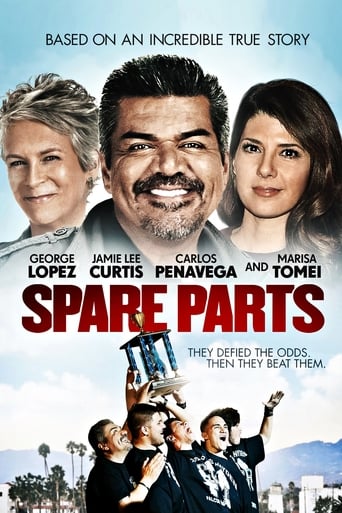 BASED ON AN INCREDIBLE TRUE STORY
GEORGE LOPEZ JAMIE LEE CURTIS CARLOS PENAVEGA AND MARISA TOMEI
SPARE PARTS
THEY DEFIED THE ODDS.
THEN THEY BEAT THEM.